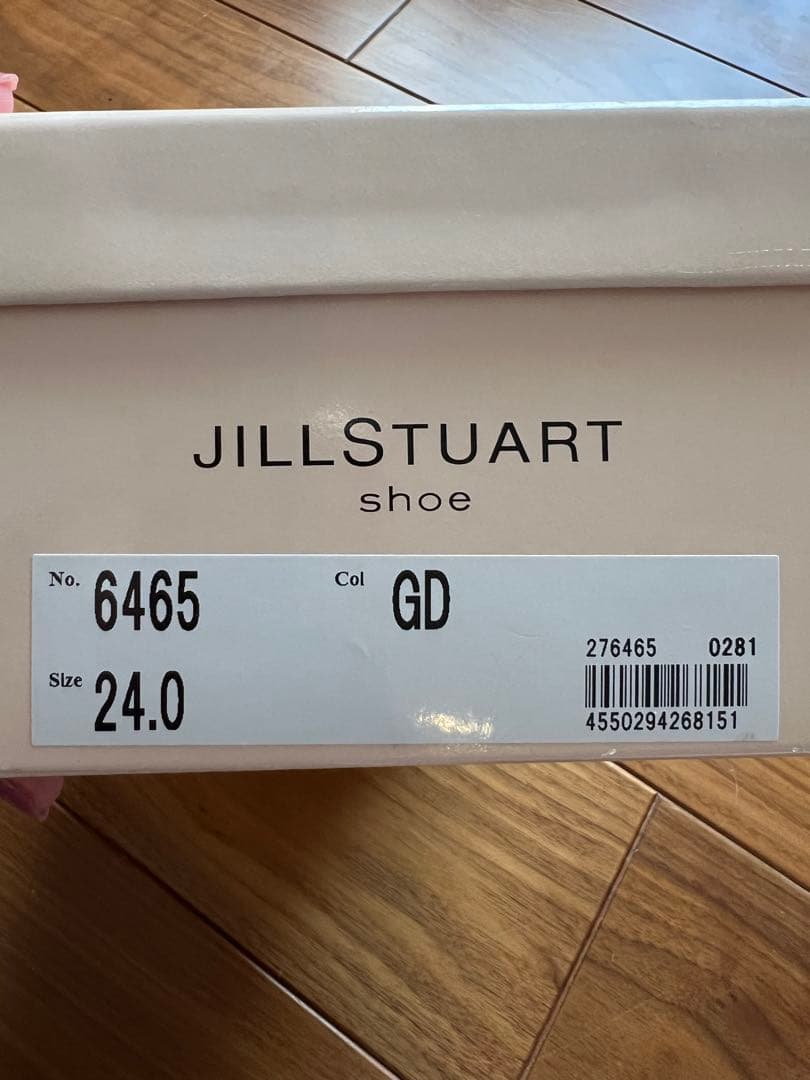 JILLSTUART
shoe
No. 6465 Col GD
Size 24.0
276465 0281
4550294268151